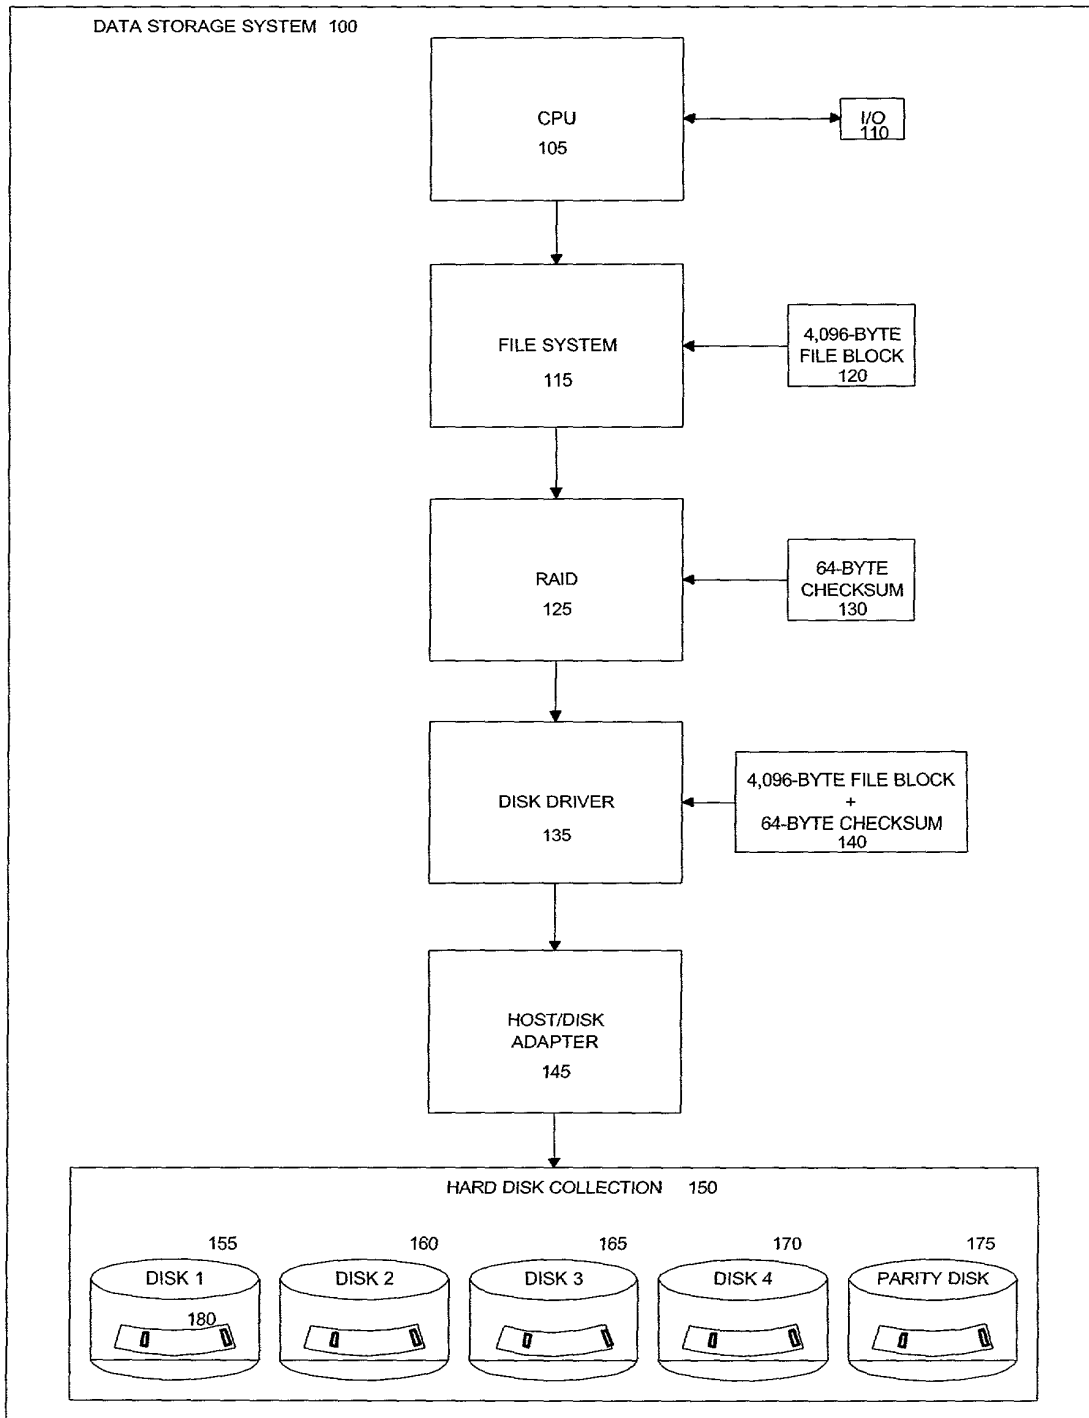 DATA STORAGE SYSTEM 100
CPU
105
I/O
110
FILE SYSTEM
115
4,096-BYTE
FILE BLOCK
120
RAID
125
64-BYTE
CHECKSUM
130
DISK DRIVER
135
4,096-BYTE FILE BLOCK
+
64-BYTE CHECKSUM
140
HOST/DISK
ADAPTER
145
HARD DISK COLLECTION 150
155
160
165
170
175
DISK 1
DISK 2
DISK 3
DISK 4
PARITY DISK
180